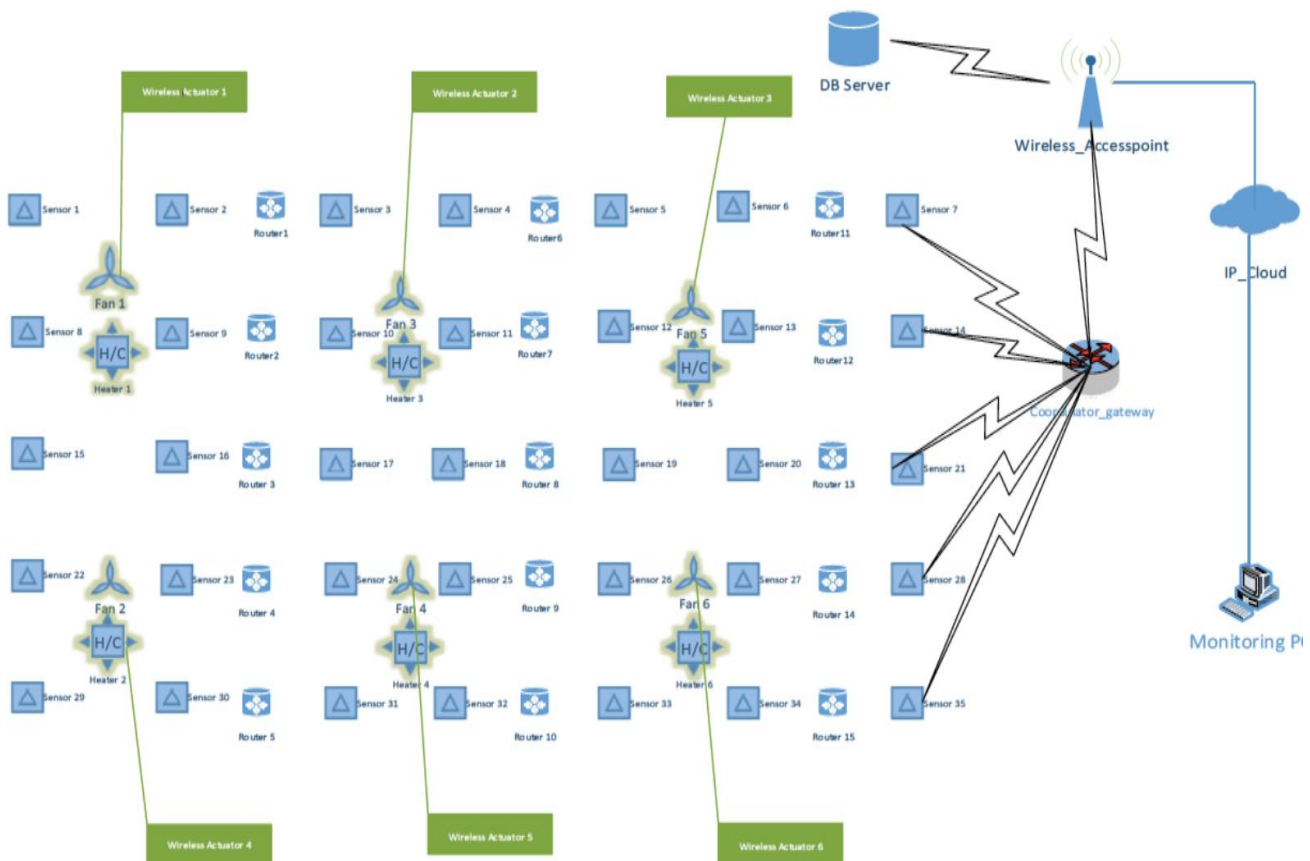 DB Server
Wireless Actuator 1
Wireless Actuator 2
Wireless Actuator 3
Wireless_Accesspoint
Sensor 1
Sensor 2
Router1
Sensor 3
Sensor 4
Router6
Sensor 5
Sensor 6
Router11
Sensor 7
IP_Cloud
Fan 1
Fan 3
Fan 5
Sensor 8
Sensor 9
Router2
Sensor 10
Sensor 11
Router7
Sensor 12
Sensor 13
Router12
Sensor 14
H/C
Heater 1
H/C
Heater 3
H/C
Heater 5
Sensor 15
Sensor 16
Router 3
Sensor 17
Sensor 18
Router 8
Sensor 19
Sensor 20
Router 13
Sensor 21
Sensor 22
Fan 2
Sensor 23
Router 4
Sensor 24
Fan 4
Sensor 25
Router 9
Sensor 26
Fan 6
Sensor 27
Router 14
Sensor 28
Monitoring P
H/C
Heater 2
H/C
Heater 4
H/C
Heater 6
Sensor 29
Sensor 30
Router 5
Sensor 31
Sensor 32
Router 10
Sensor 33
Sensor 34
Router 15
Sensor 35
Wireless Actuator 4
Wireless Actuator 5
Wireless Actuator 6